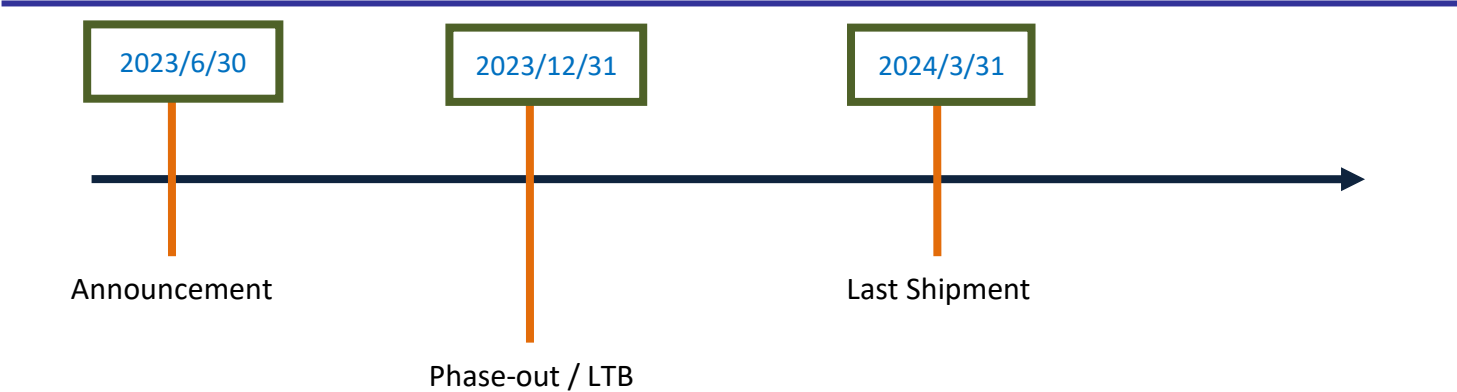 2023/6/30
2023/12/31
2024/3/31
Announcement
Last Shipment
Phase-out / LTB